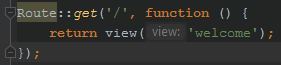 Route::get('/', function () {
    return view( view: 'welcome');
});